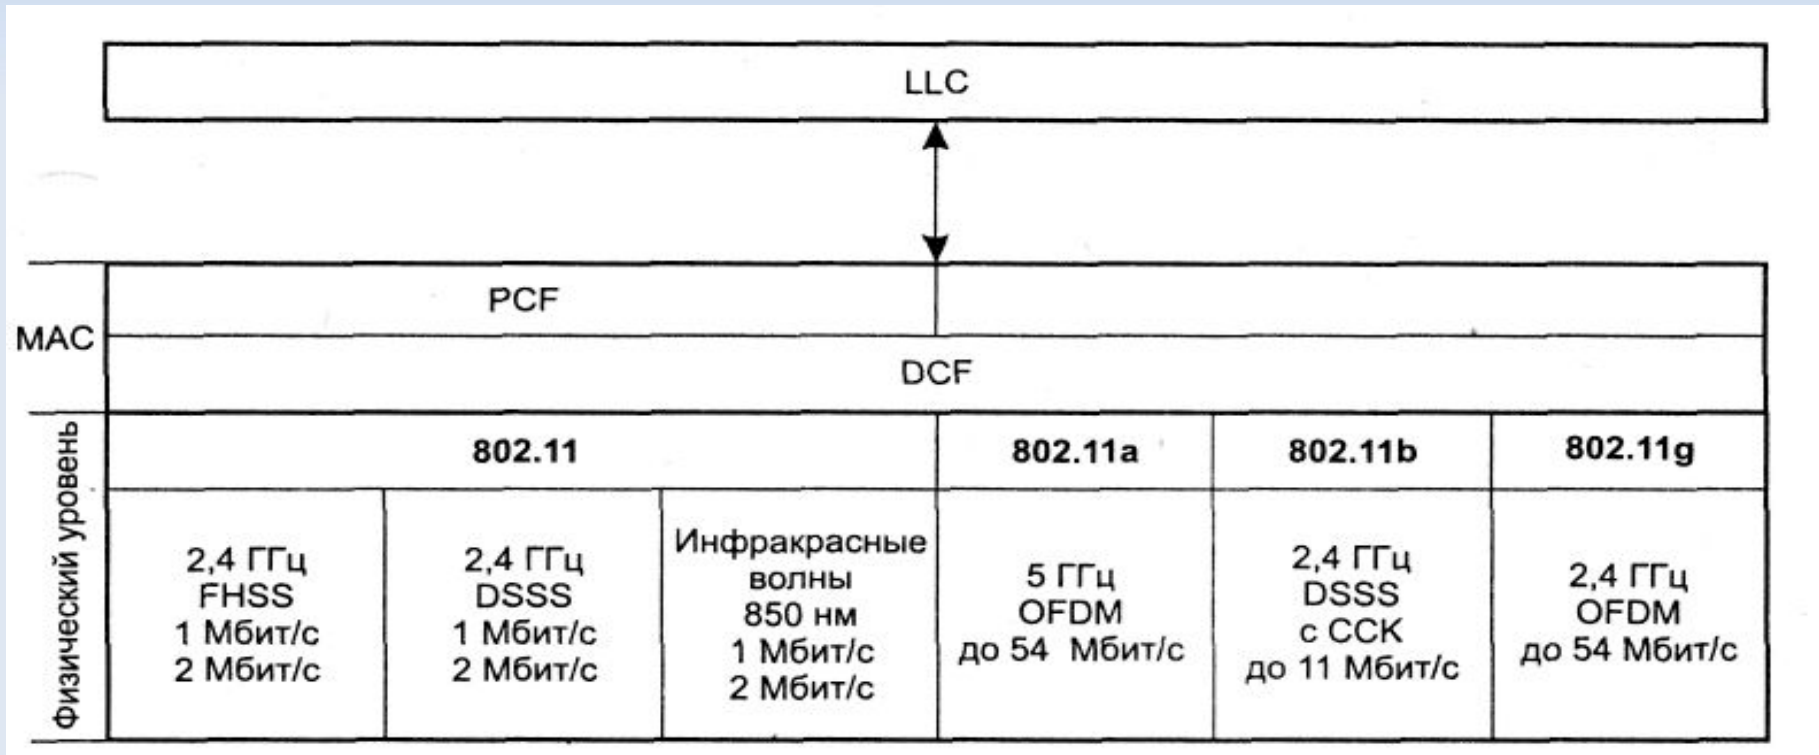 LLC
PCF
MAC
DCF
Физический уровень
802.11
802.11a
802.11b
802.11g
2,4 ГГц
FHSS
1 Мбит/с
2 Мбит/с
2,4 ГГц
DSSS
1 Мбит/с
2 Мбит/с
Инфракрасные
волны
850 нм
1 Мбит/с
2 Мбит/с
5 ГГц
OFDM
до 54 Мбит/с
2,4 ГГц
DSSS
с CCK
до 11 Мбит/с
2,4 ГГц
OFDM
до 54 Мбит/с